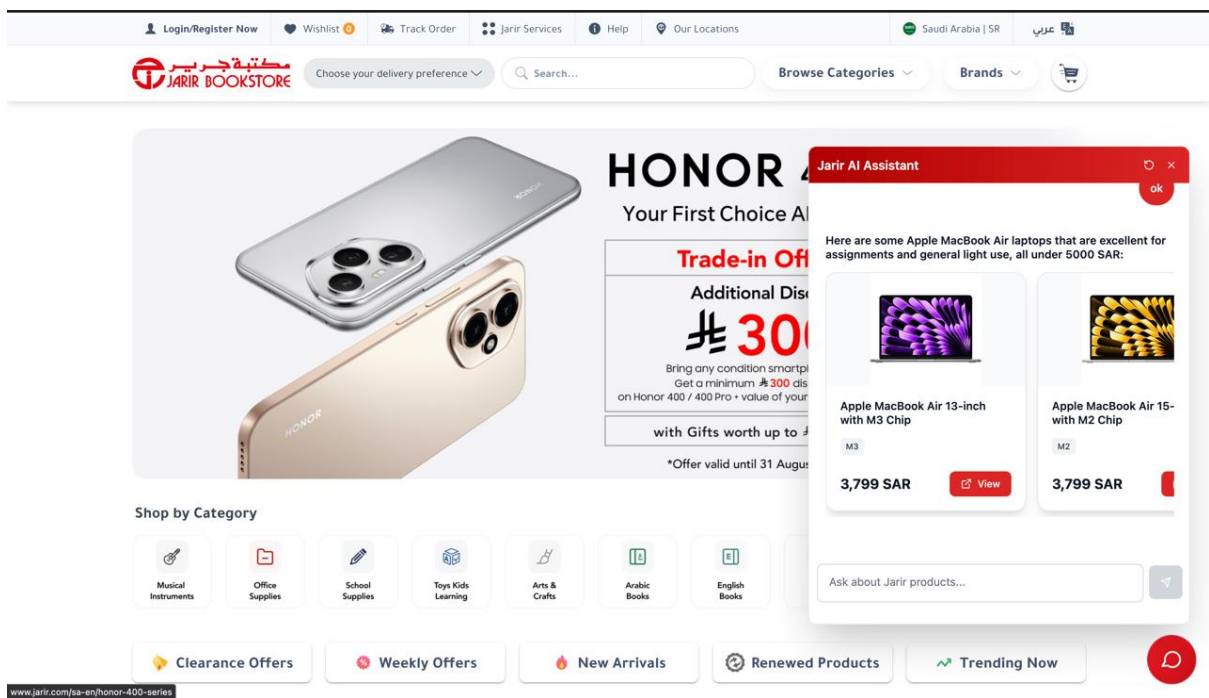 Login/Register Now Wishlist 0 Track Order Jarir Services Help Our Locations Saudi Arabia | SR عربي
مكتبة جرير
JARIR BOOKSTORE
Choose your delivery preference Search... Browse Categories Brands
HONOR
Your First Choice
Trade-in
Additional
300
Bring any condition
Get a minimum 300
on Honor 400 / 400 Pro + value of your
with Gifts worth up to
*Offer valid until 31
HONOR
HONOR
Jarir AI Assistant
ok
Here are some Apple MacBook Air laptops that are excellent for
assignments and general light use, all under 5000 SAR:
Apple MacBook Air 13-inch
with M3 Chip
M3
3,799 SAR View
Apple MacBook Air 15-
with M2 Chip
M2
3,799 SAR
Ask about Jarir products...
Shop by Category
Musical
Instruments
Office
Supplies
School
Supplies
Toys Kids
Learning
Arts &
Crafts
Arabic
Books
English
Books
Clearance Offers Weekly Offers New Arrivals Renewed Products Trending Now
www.jarir.com/sa-en/honor-400-series